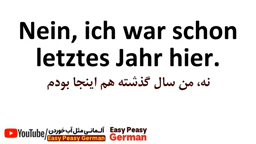 Nein, ich war schon
letztes Jahr hier.
نه، من سال گذشته هم اینجا بودم
YouTube/
آلمانی مثل آب خوردن
Easy Peasy German
Easy Peasy
German